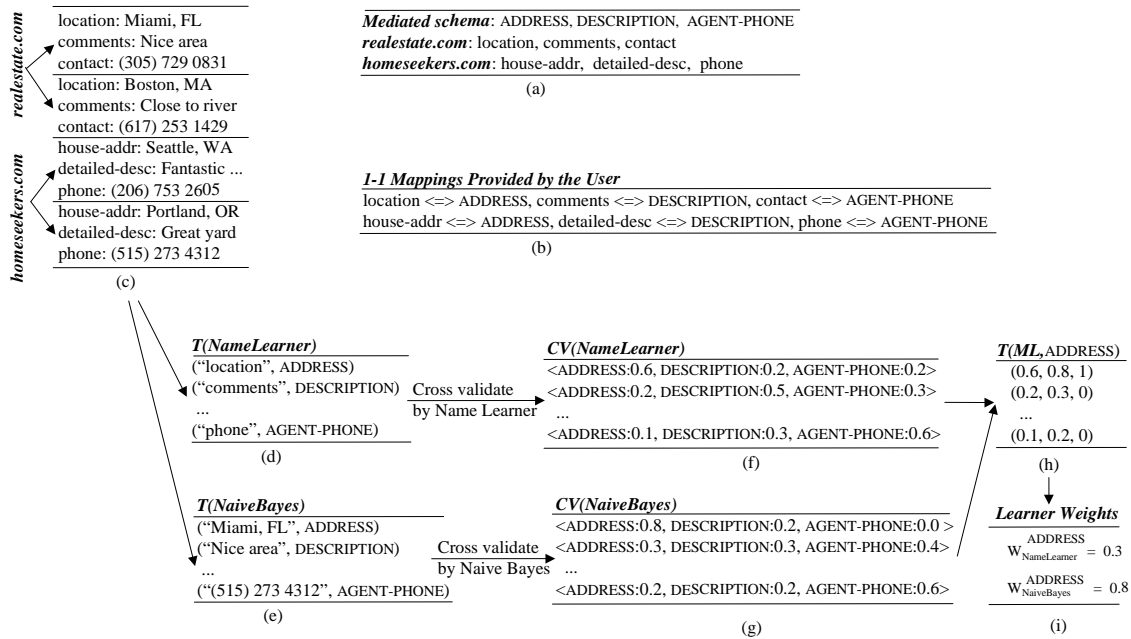 realestate.com
location: Miami, FL
comments: Nice area
contact: (305) 729 0831
location: Boston, MA
comments: Close to river
contact: (617) 253 1429
homeseekers.com
house-addr: Seattle, WA
detailed-desc: Fantastic ...
phone: (206) 753 2605
house-addr: Portland, OR
detailed-desc: Great yard
phone: (515) 273 4312
(c)
Mediated schema: ADDRESS, DESCRIPTION, AGENT-PHONE
realestate.com: location, comments, contact
homeseekers.com: house-addr, detailed-desc, phone
(a)
1-1 Mappings Provided by the User
location <=> ADDRESS, comments <=> DESCRIPTION, contact <=> AGENT-PHONE
house-addr <=> ADDRESS, detailed-desc <=> DESCRIPTION, phone <=> AGENT-PHONE
(b)
T(NameLearner)
(“location”, ADDRESS)
(“comments”, DESCRIPTION)
...
(“phone”, AGENT-PHONE)
(d)
Cross validate
by Name Learner
CV(NameLearner)
<ADDRESS:0.6, DESCRIPTION:0.2, AGENT-PHONE:0.2>
<ADDRESS:0.2, DESCRIPTION:0.5, AGENT-PHONE:0.3>
...
<ADDRESS:0.1, DESCRIPTION:0.3, AGENT-PHONE:0.6>
(f)
T(ML,ADDRESS)
(0.6, 0.8, 1)
(0.2, 0.3, 0)
...
(0.1, 0.2, 0)
(h)
T(NaiveBayes)
(“Miami, FL”, ADDRESS)
(“Nice area”, DESCRIPTION)
...
(“(515) 273 4312”, AGENT-PHONE)
(e)
Cross validate
by Naive Bayes
CV(NaiveBayes)
<ADDRESS:0.8, DESCRIPTION:0.2, AGENT-PHONE:0.0 >
<ADDRESS:0.3, DESCRIPTION:0.3, AGENT-PHONE:0.4>
...
<ADDRESS:0.2, DESCRIPTION:0.2, AGENT-PHONE:0.6>
(g)
Learner Weights
W ADDRESS NameLearner = 0.3
W ADDRESS NaiveBayes = 0.8
(i)